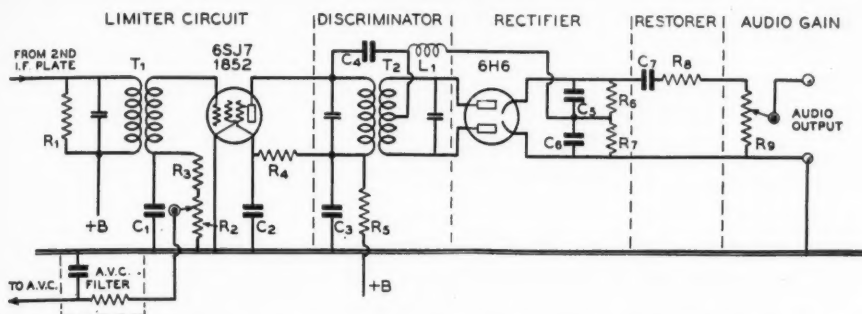 LIMITER CIRCUIT
DISCRIMINATOR
RECTIFIER
RESTORER
AUDIO GAIN
FROM 2ND
I.F. PLATE
T1
6SJ7
1852
C4
T2
L1
6H6
C7
R8
R1
R3
R4
C5
R6
C6
R7
R9
AUDIO
OUTPUT
+B
C1
R2
C2
C3
R5
+B
A.V.C.
FILTER
TO A.V.C.